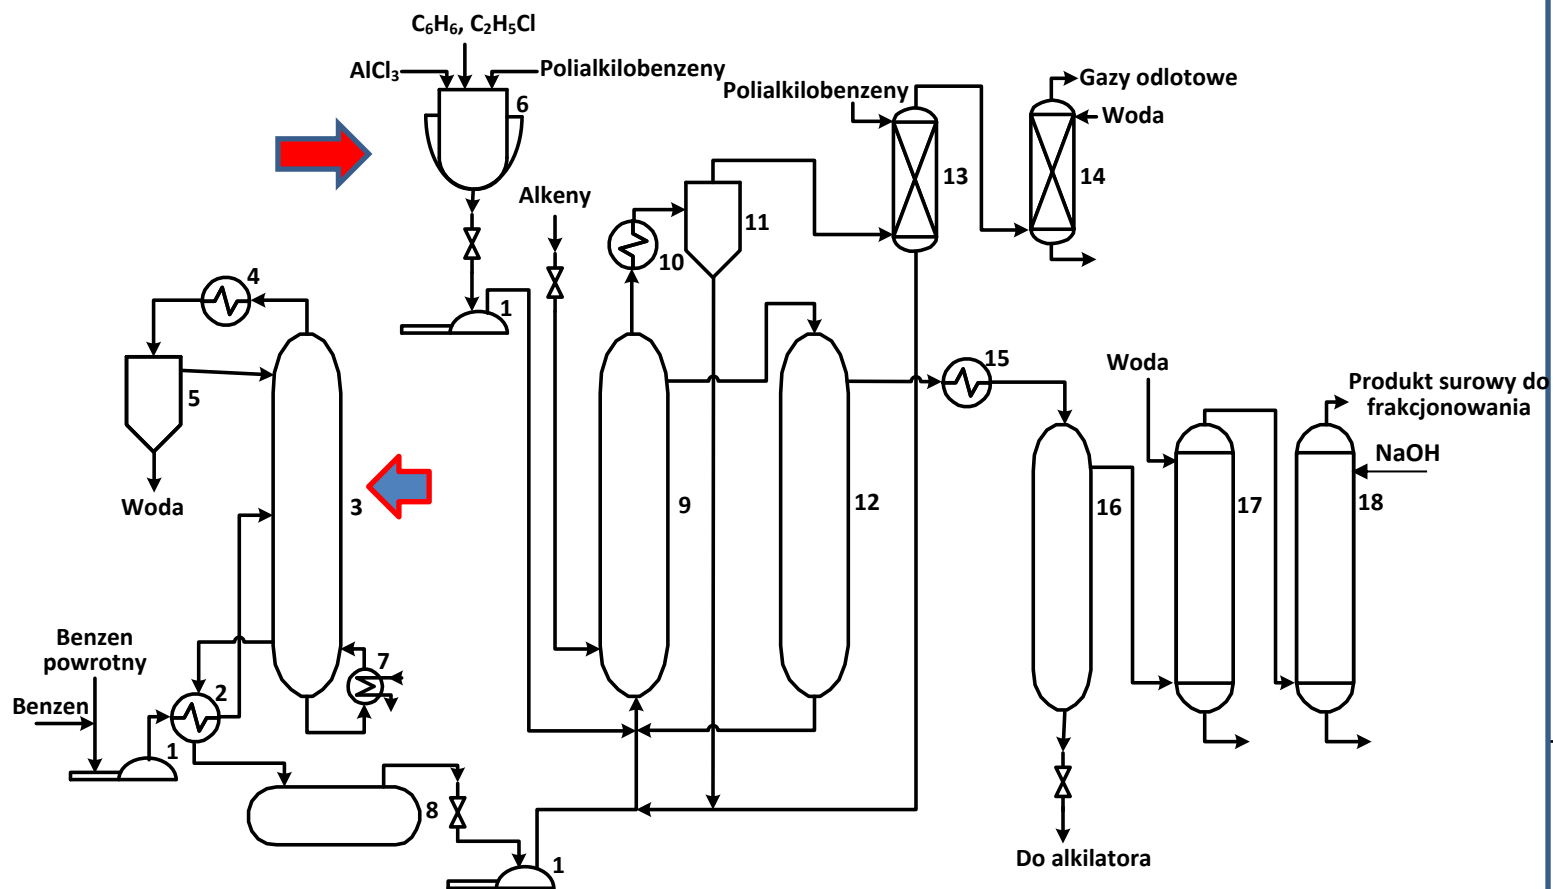 C₆H₆, C₂H₅Cl
AlCl₃
Polialkilobenzeny
6
Polialkilobenzeny
Gazy odlotowe
Woda
13
14
Alkeny
11
10
4
1
15
Woda
5
Produkt surowy do
frakcjonowania
NaOH
Woda
3
9
12
16
17
18
Benzen
powrotny
7
2
Benzen
1
8
1
Do alkilatora